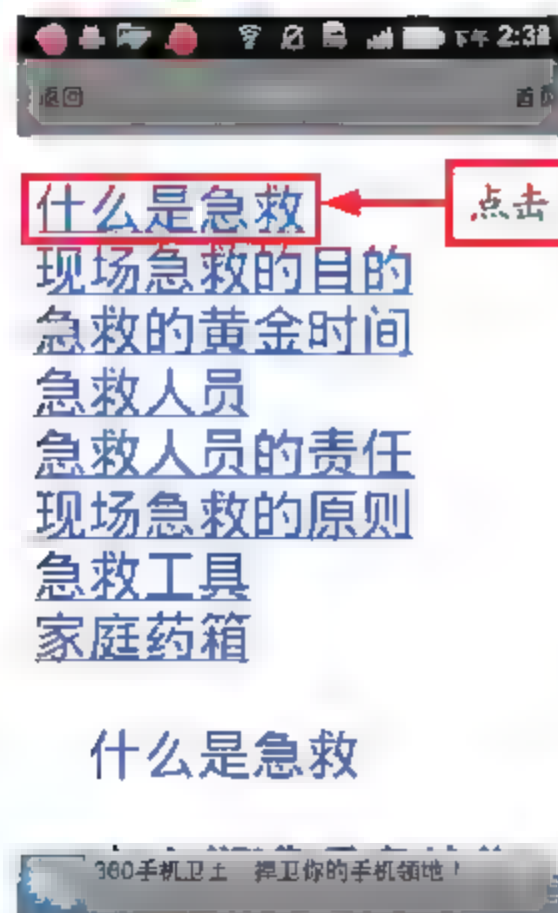 下午 2:38
返回 首页
什么是急救 点击
现场急救的目的
急救的黄金时间
急救人员
急救人员的责任
现场急救的原则
急救工具
家庭药箱
什么是急救
360手机卫士 捍卫你的手机领地！